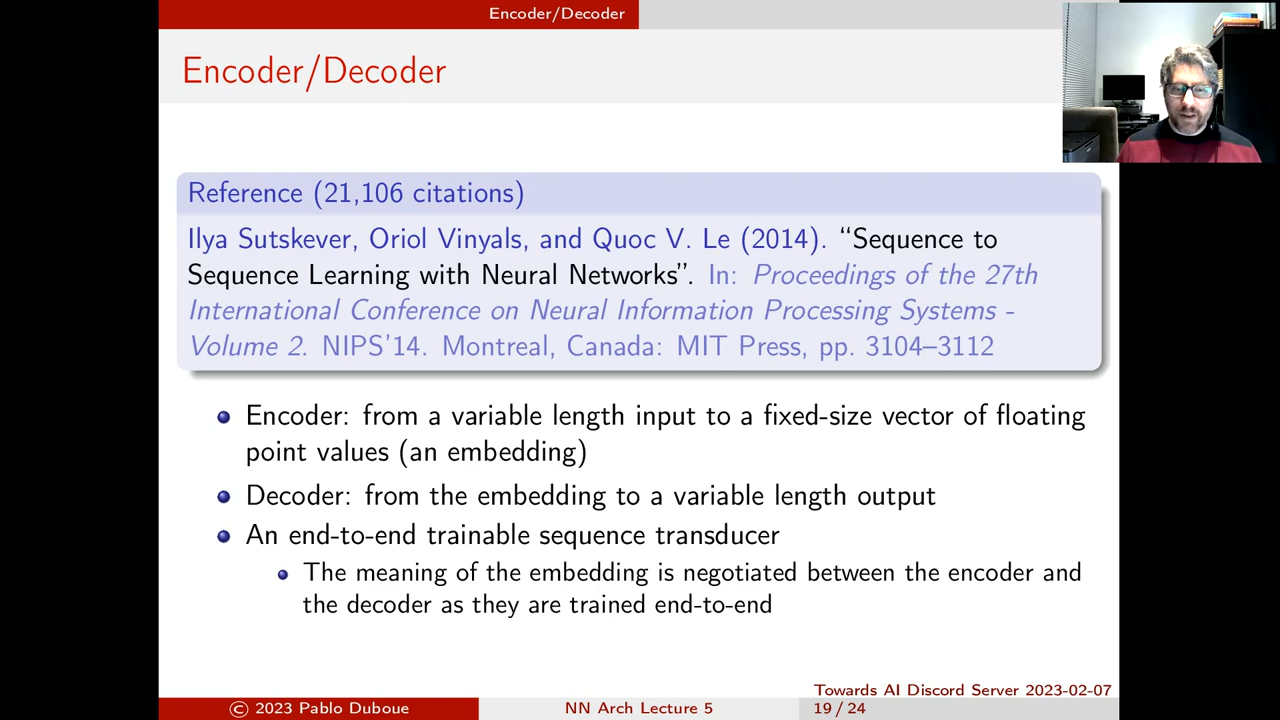 Encoder/Decoder
Encoder/Decoder
Reference (21,106 citations)
Ilya Sutskever, Oriol Vinyals, and Quoc V. Le (2014). “Sequence to
Sequence Learning with Neural Networks”. In: Proceedings of the 27th
International Conference on Neural Information Processing Systems -
Volume 2. NIPS’14. Montreal, Canada: MIT Press, pp. 3104–3112
Encoder: from a variable length input to a fixed-size vector of floating
point values (an embedding)
Decoder: from the embedding to a variable length output
An end-to-end trainable sequence transducer
The meaning of the embedding is negotiated between the encoder and
the decoder as they are trained end-to-end
Towards AI Discord Server 2023-02-07
© 2023 Pablo Duboue NN Arch Lecture 5 19 / 24